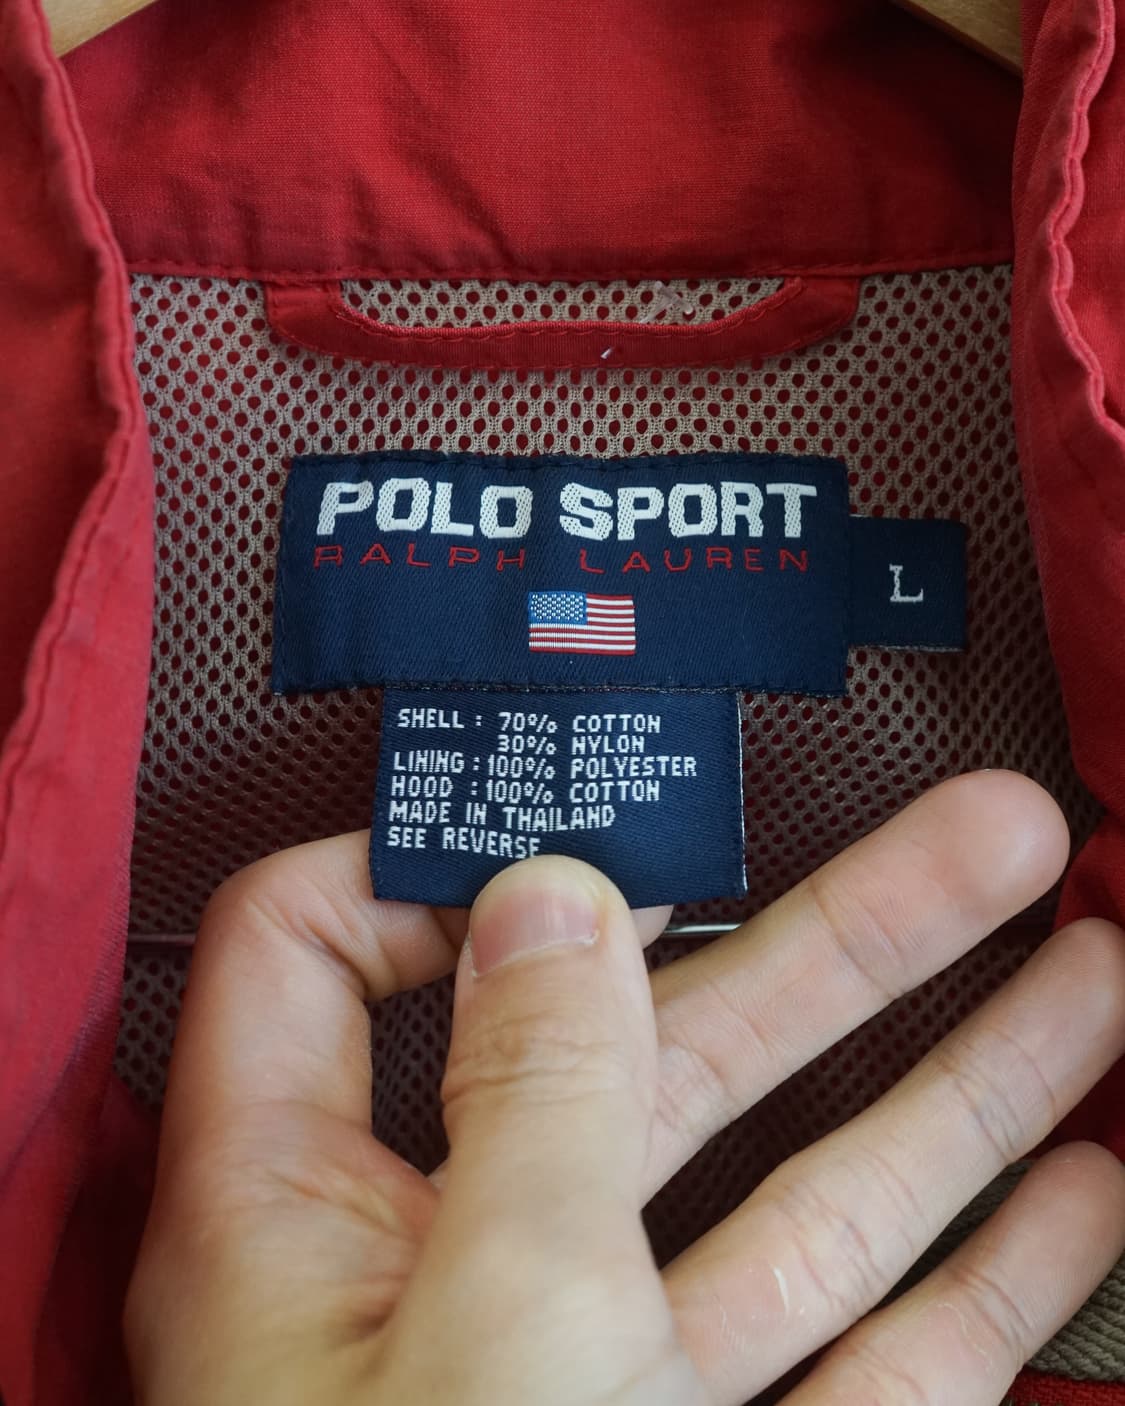 POLO SPORT
RALPH LAUREN
L
SHELL : 70% COTTON
30% NYLON
LINING : 100% POLYESTER
HOOD : 100% COTTON
MADE IN THAILAND
SEE REVERSE